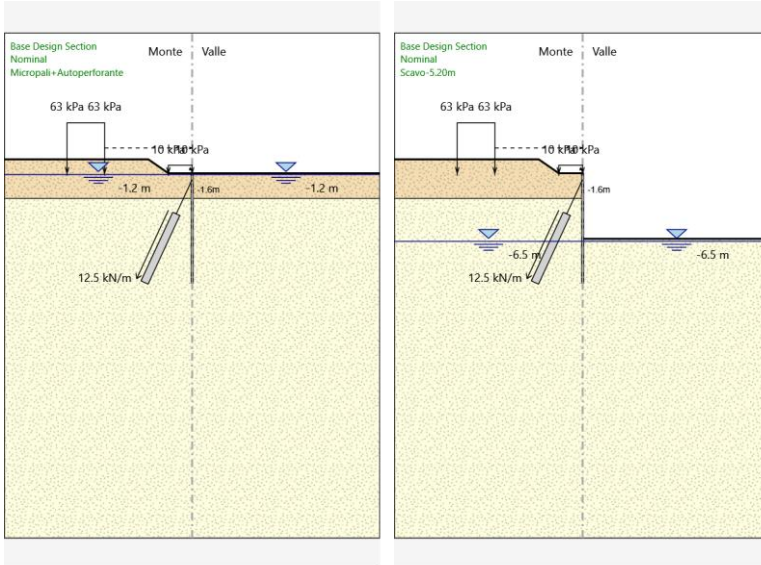 Base Design Section
Nominal
Micropali+Autoperforante
Monte
Valle
63 kPa 63 kPa
-1.2 m
-1.6m
-1.2 m
12.5 kN/m
Base Design Section
Nominal
Scavo-5.20m
Monte
Valle
63 kPa 63 kPa
-1.6m
-6.5 m
-6.5 m
12.5 kN/m